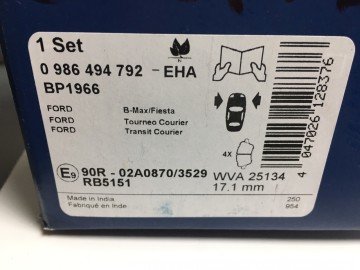 1 Set
0 986 494 792 - EHA
BP1966
FORD B-Max/Fiesta
FORD Tourneo Courier
FORD Transit Courier
4X
E9 90R - 02A0870/3529 WVA 25134
RB5151 17.1 mm
Made in India 250
Fabriqué en Inde 954
4 047026 128376